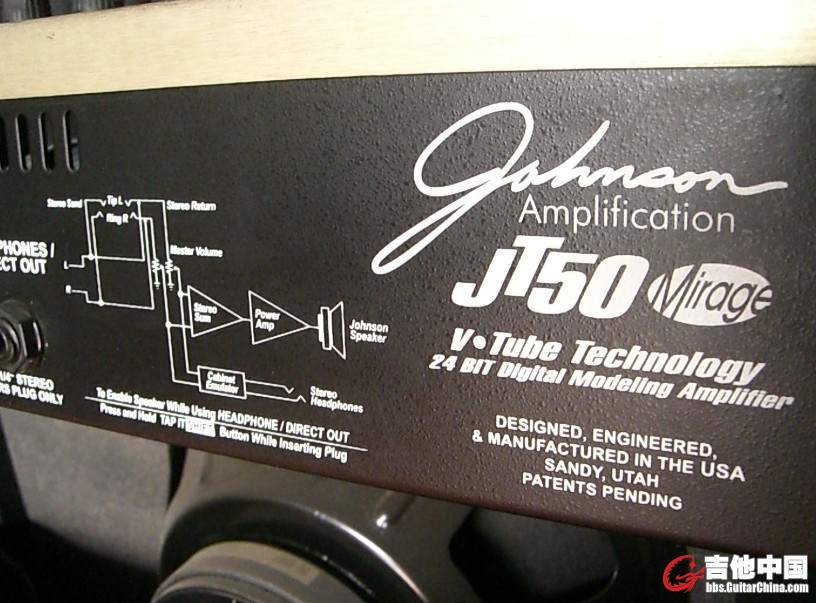 Johnson
Amplification
JT50 Mirage
V•Tube Technology
24 BIT Digital Modeling Amplifier
DESIGNED, ENGINEERED,
& MANUFACTURED IN THE USA
SANDY, UTAH
PATENTS PENDING
Stereo Send
Tip L
Stereo Return
Ring R
Master Volume
PHONES /
CT OUT
L
R
Stereo
Sum
Power
Amp
Johnson
Speaker
Cabinet
Emulator
Stereo
Headphones
1/4" STEREO
RS PLUG ONLY
To Enable Speaker While Using HEADPHONE / DIRECT OUT
Press and Hold TAP IT SHIFT Button While Inserting Plug
吉他中国
bbs.GuitarChina.com